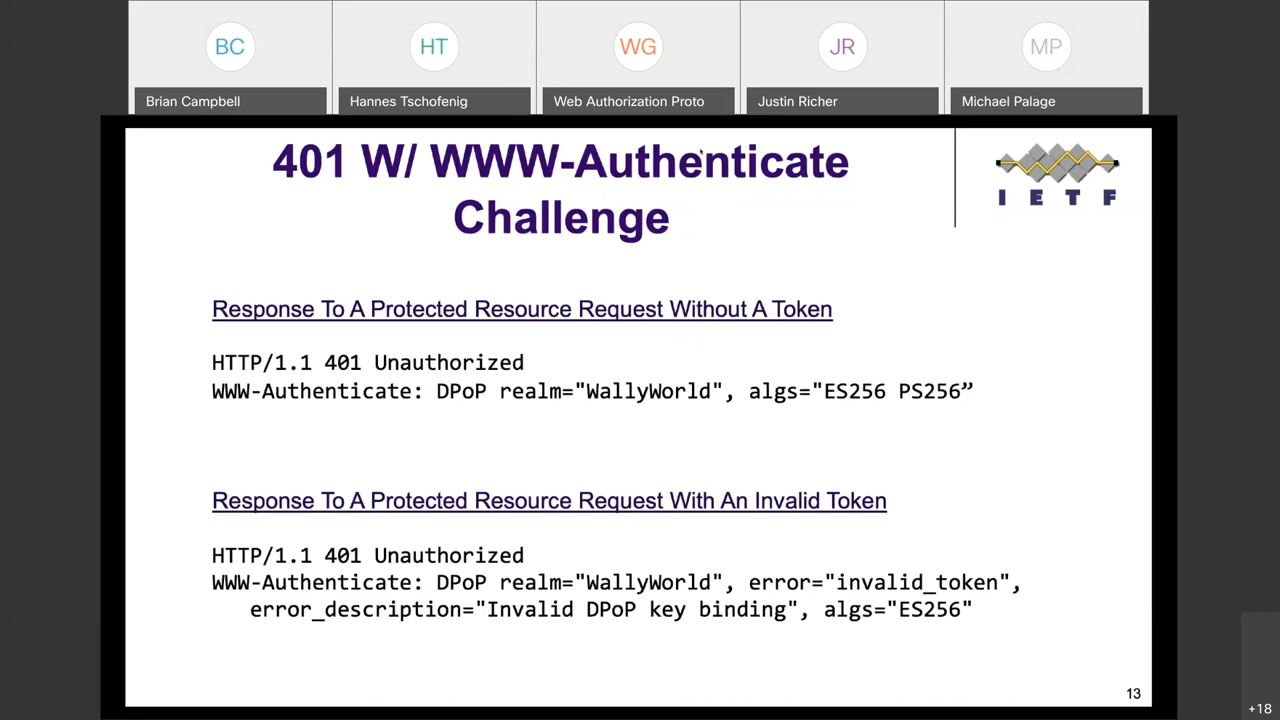 BC
HT
WG
JR
MP
Brian Campbell
Hannes Tschofenig
Web Authorization Proto
Justin Richer
Michael Palage
401 W/ WWW-Authenticate
Challenge
I E T F
Response To A Protected Resource Request Without A Token
HTTP/1.1 401 Unauthorized
WWW-Authenticate: DPoP realm="WallyWorld", algs="ES256 PS256”
Response To A Protected Resource Request With An Invalid Token
HTTP/1.1 401 Unauthorized
WWW-Authenticate: DPoP realm="WallyWorld", error="invalid_token",
error_description="Invalid DPoP key binding", algs="ES256"
13
+18